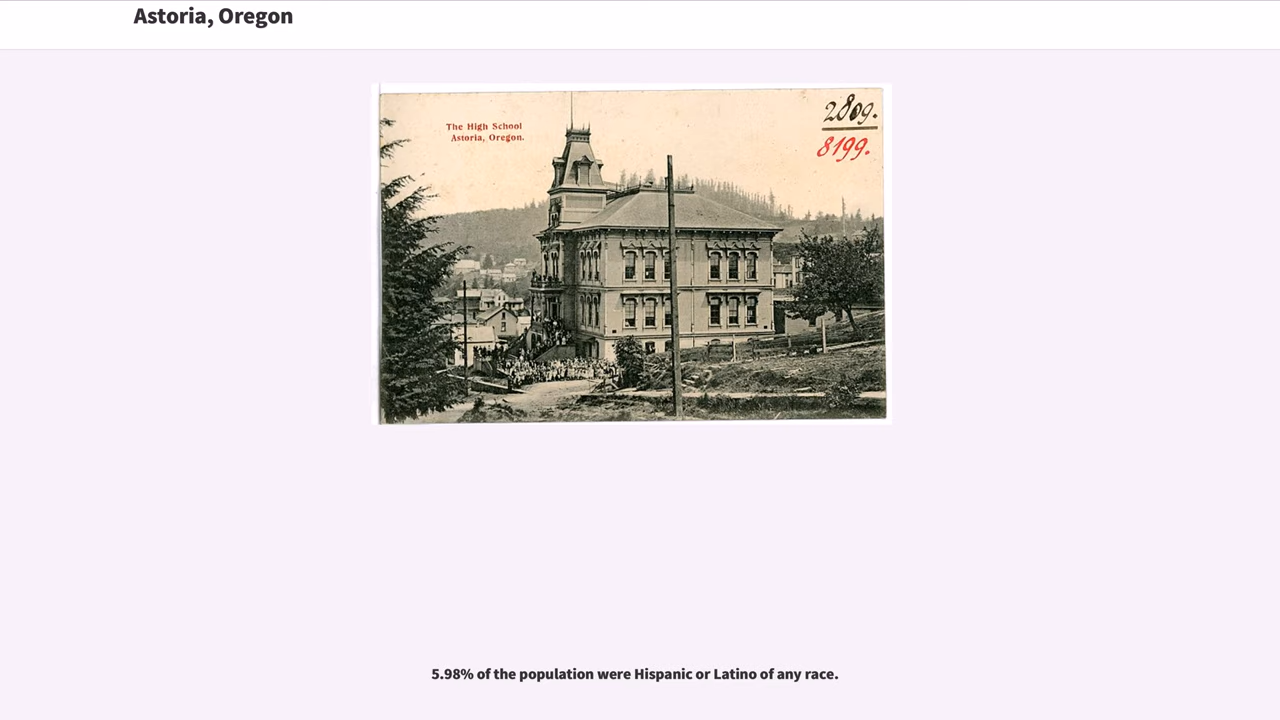 Astoria, Oregon
The High School
Astoria, Oregon.
2809.
8199.
5.98% of the population were Hispanic or Latino of any race.